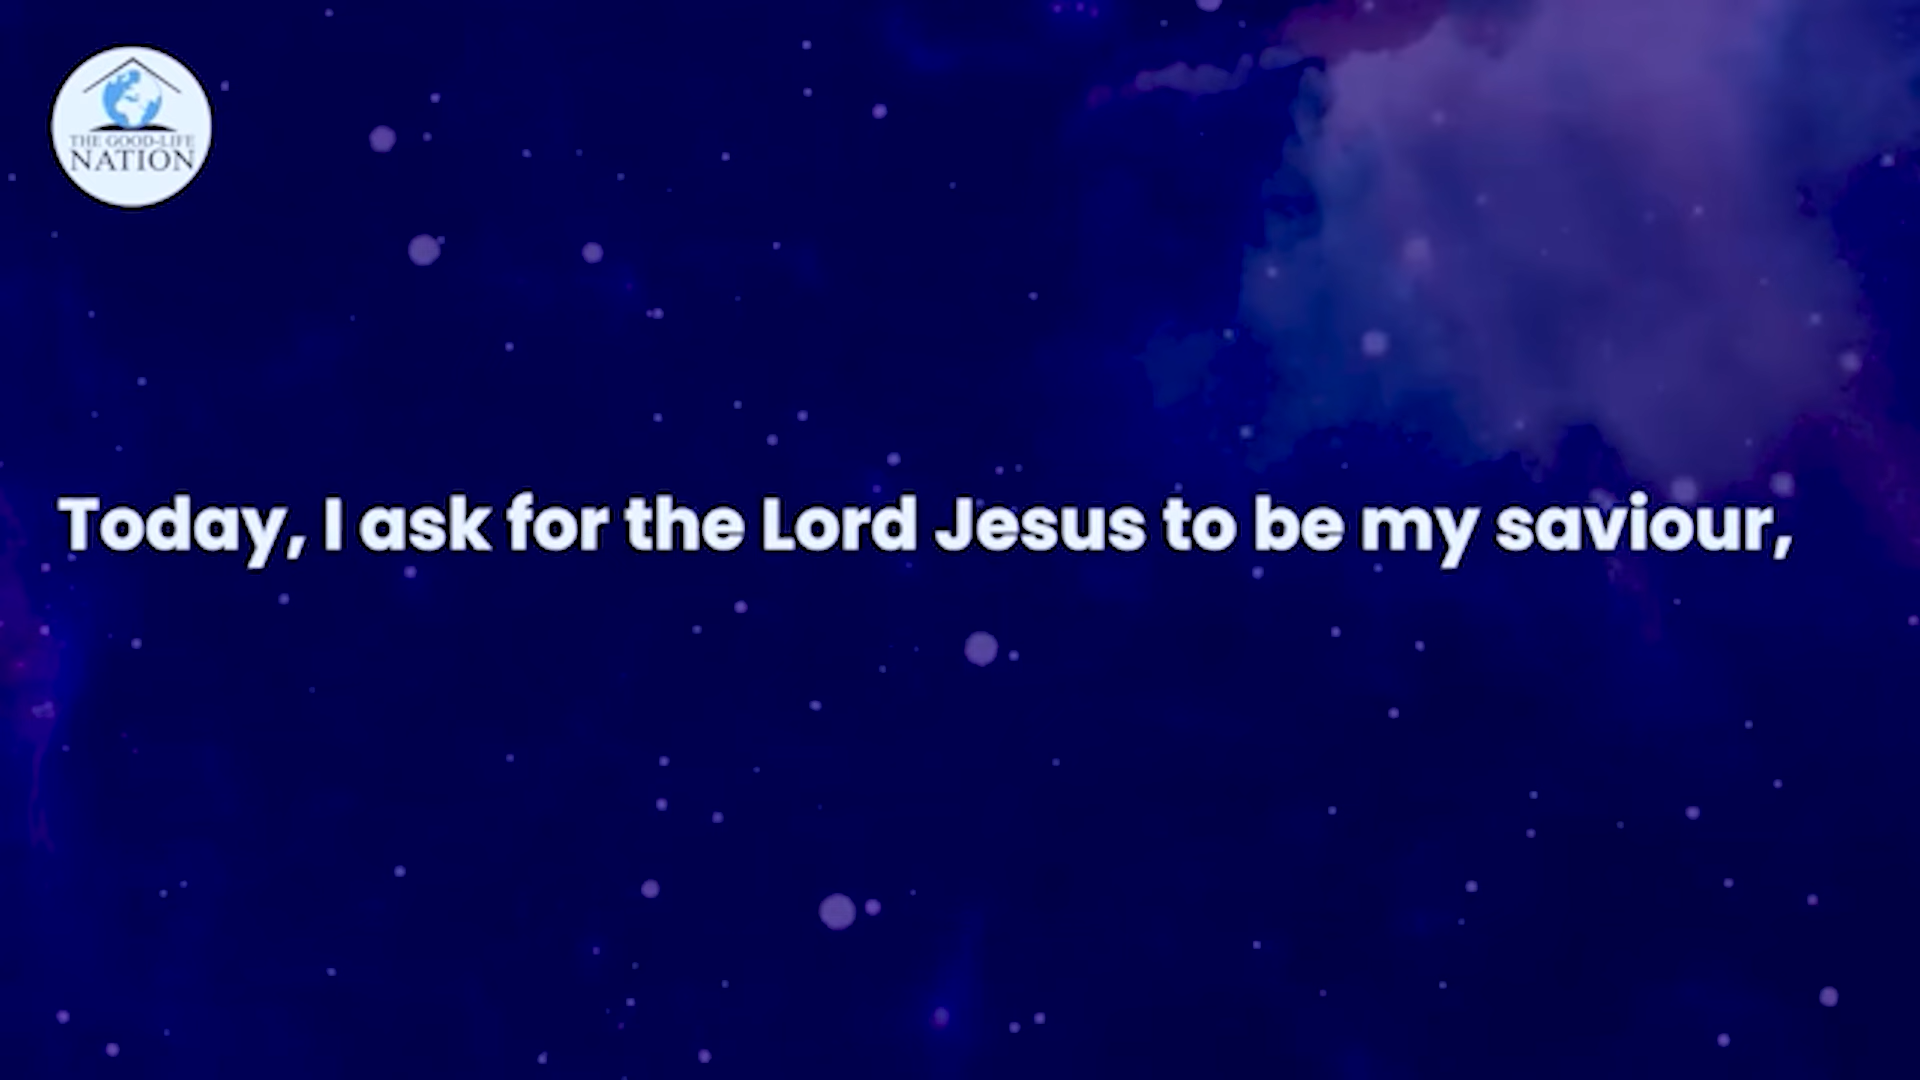 THE GOOD-LIFE
NATION
Today, I ask for the Lord Jesus to be my saviour,